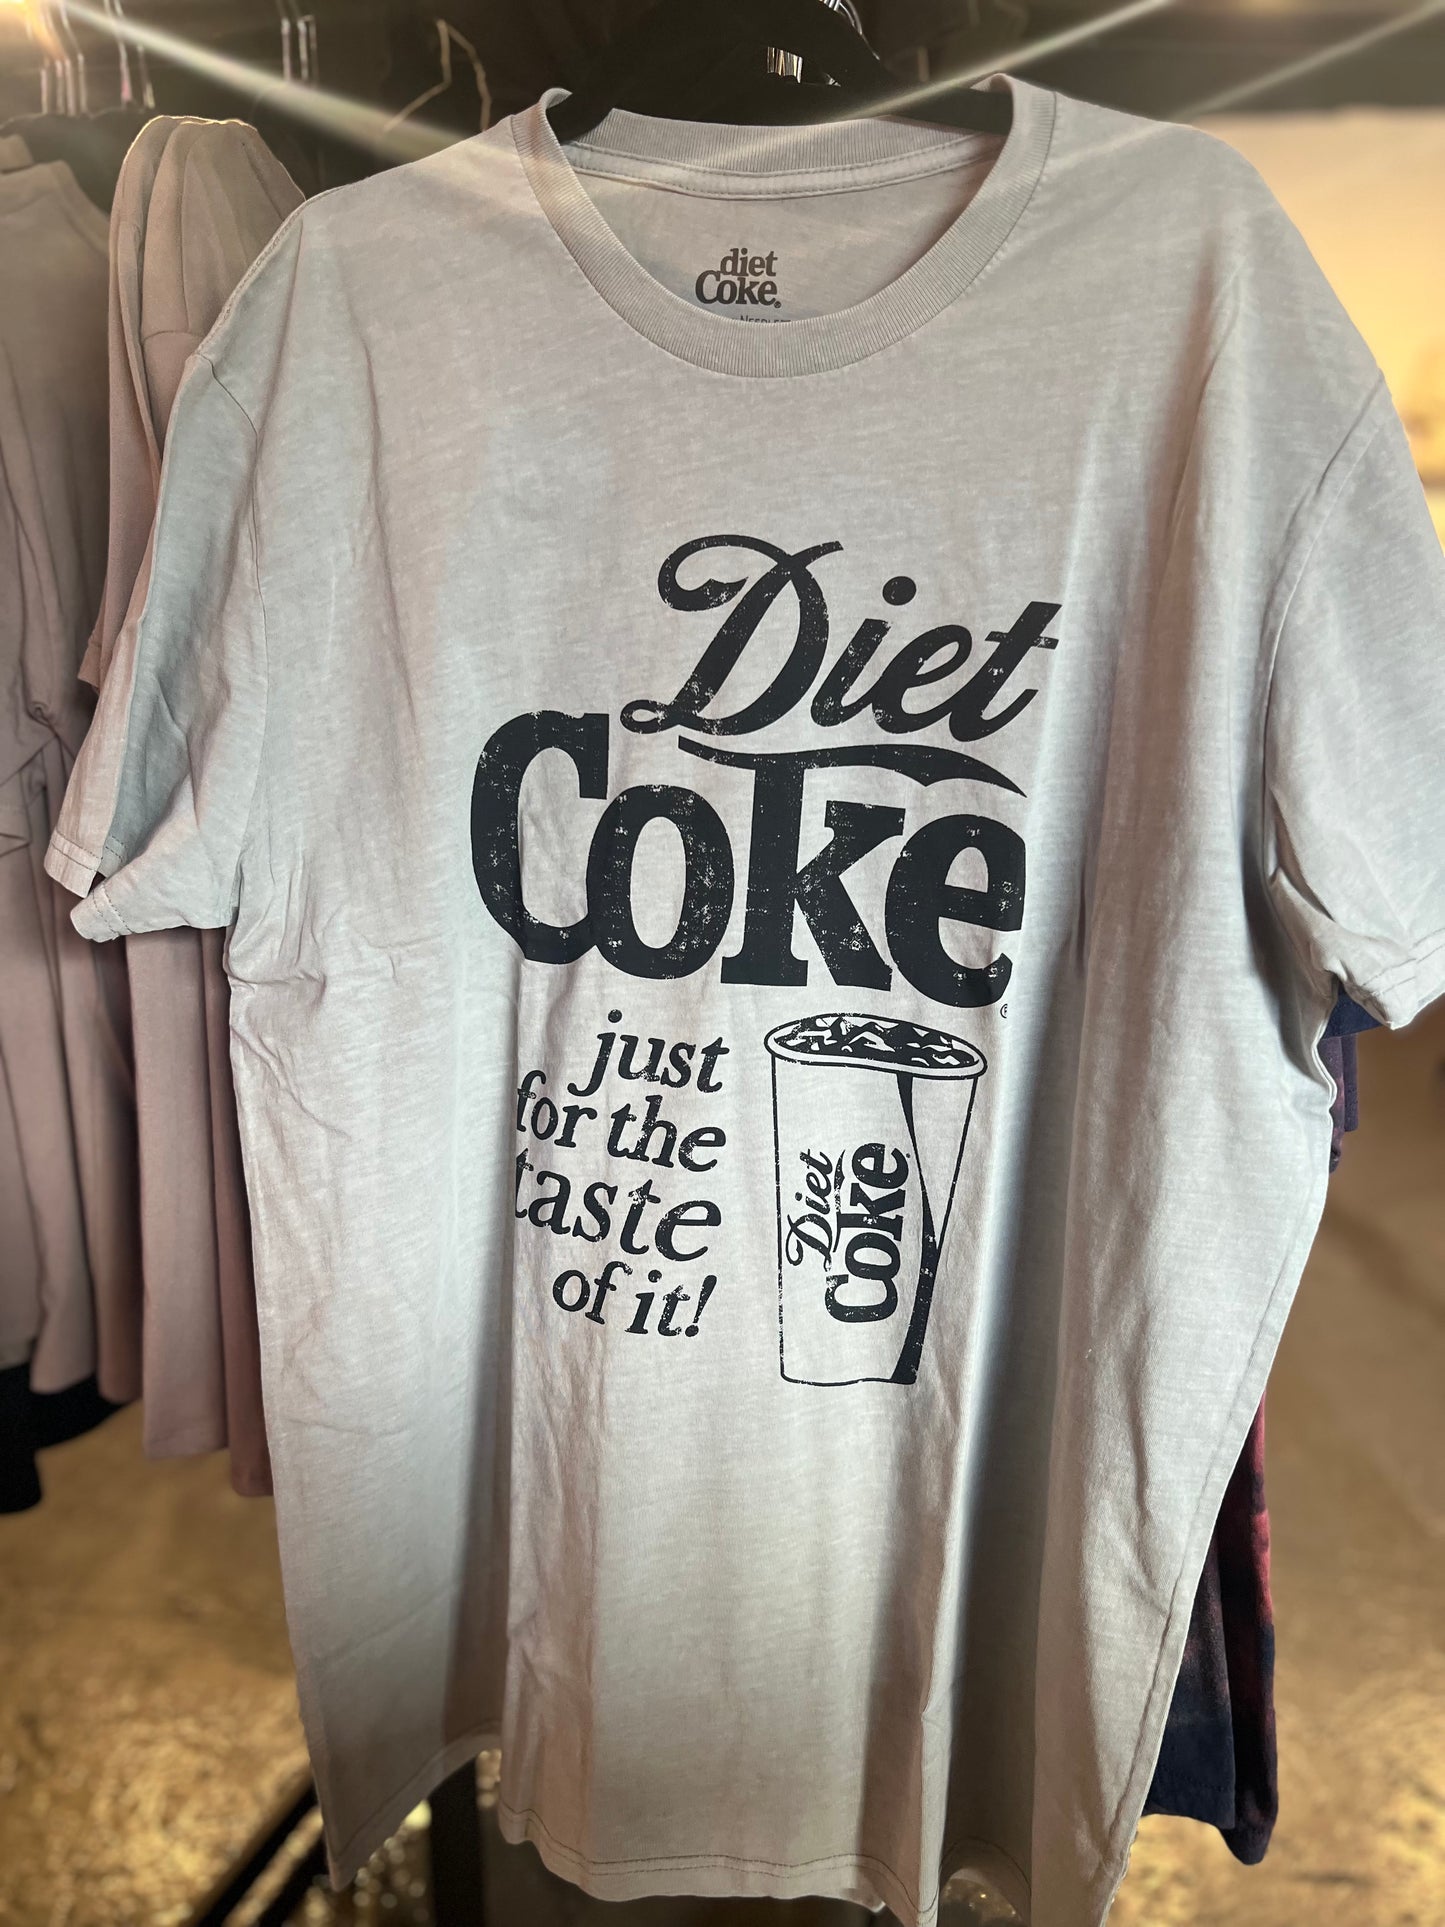 diet
Coke®
Diet
Coke®
just
for the
taste
of it!
Diet
Coke